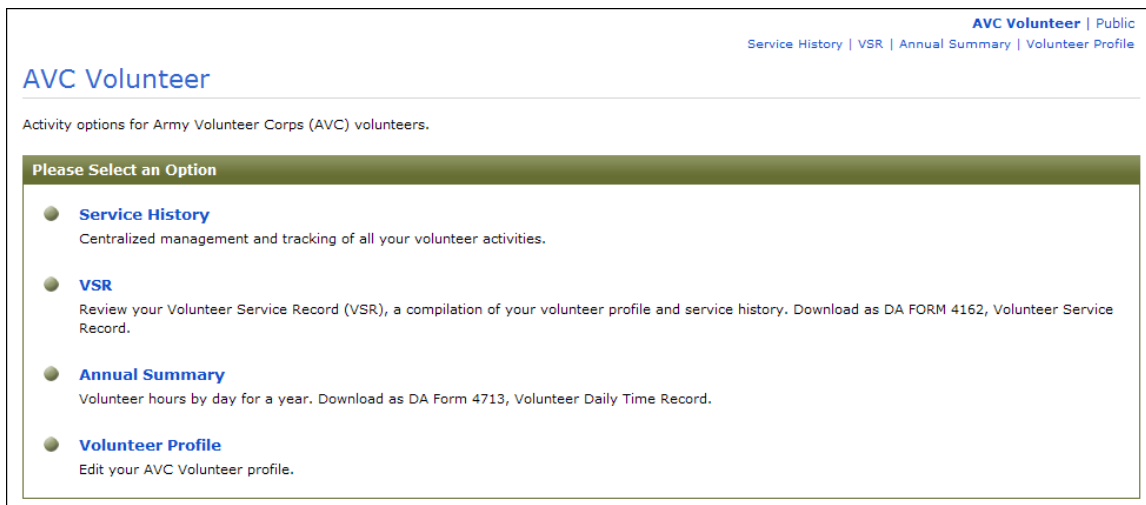 AVC Volunteer | Public
Service History | VSR | Annual Summary | Volunteer Profile
AVC Volunteer
Activity options for Army Volunteer Corps (AVC) volunteers.
Please Select an Option
Service History
Centralized management and tracking of all your volunteer activities.
VSR
Review your Volunteer Service Record (VSR), a compilation of your volunteer profile and service history. Download as DA FORM 4162, Volunteer Service
Record.
Annual Summary
Volunteer hours by day for a year. Download as DA Form 4713, Volunteer Daily Time Record.
Volunteer Profile
Edit your AVC Volunteer profile.